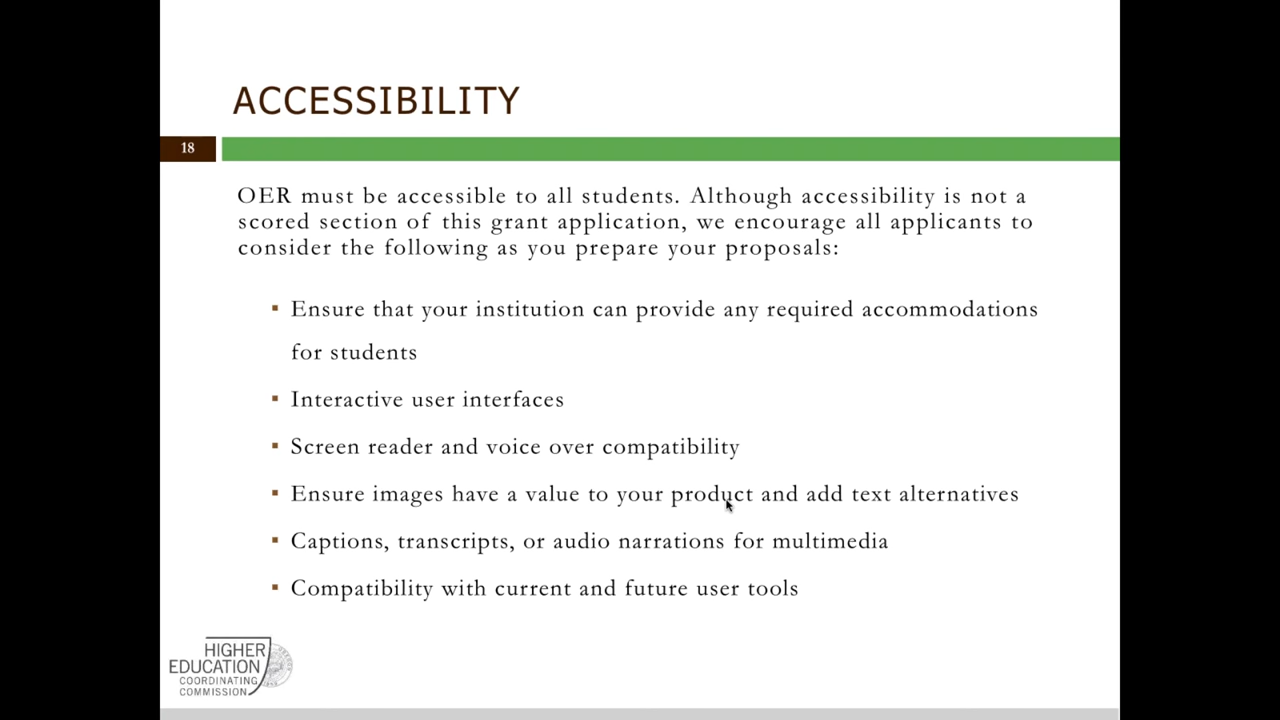 ACCESSIBILITY
18
OER must be accessible to all students. Although accessibility is not a
scored section of this grant application, we encourage all applicants to
consider the following as you prepare your proposals:
▪ Ensure that your institution can provide any required accommodations
for students
▪ Interactive user interfaces
▪ Screen reader and voice over compatibility
▪ Ensure images have a value to your product and add text alternatives
▪ Captions, transcripts, or audio narrations for multimedia
▪ Compatibility with current and future user tools
HIGHER
EDUCATION
COORDINATING
COMMISSION